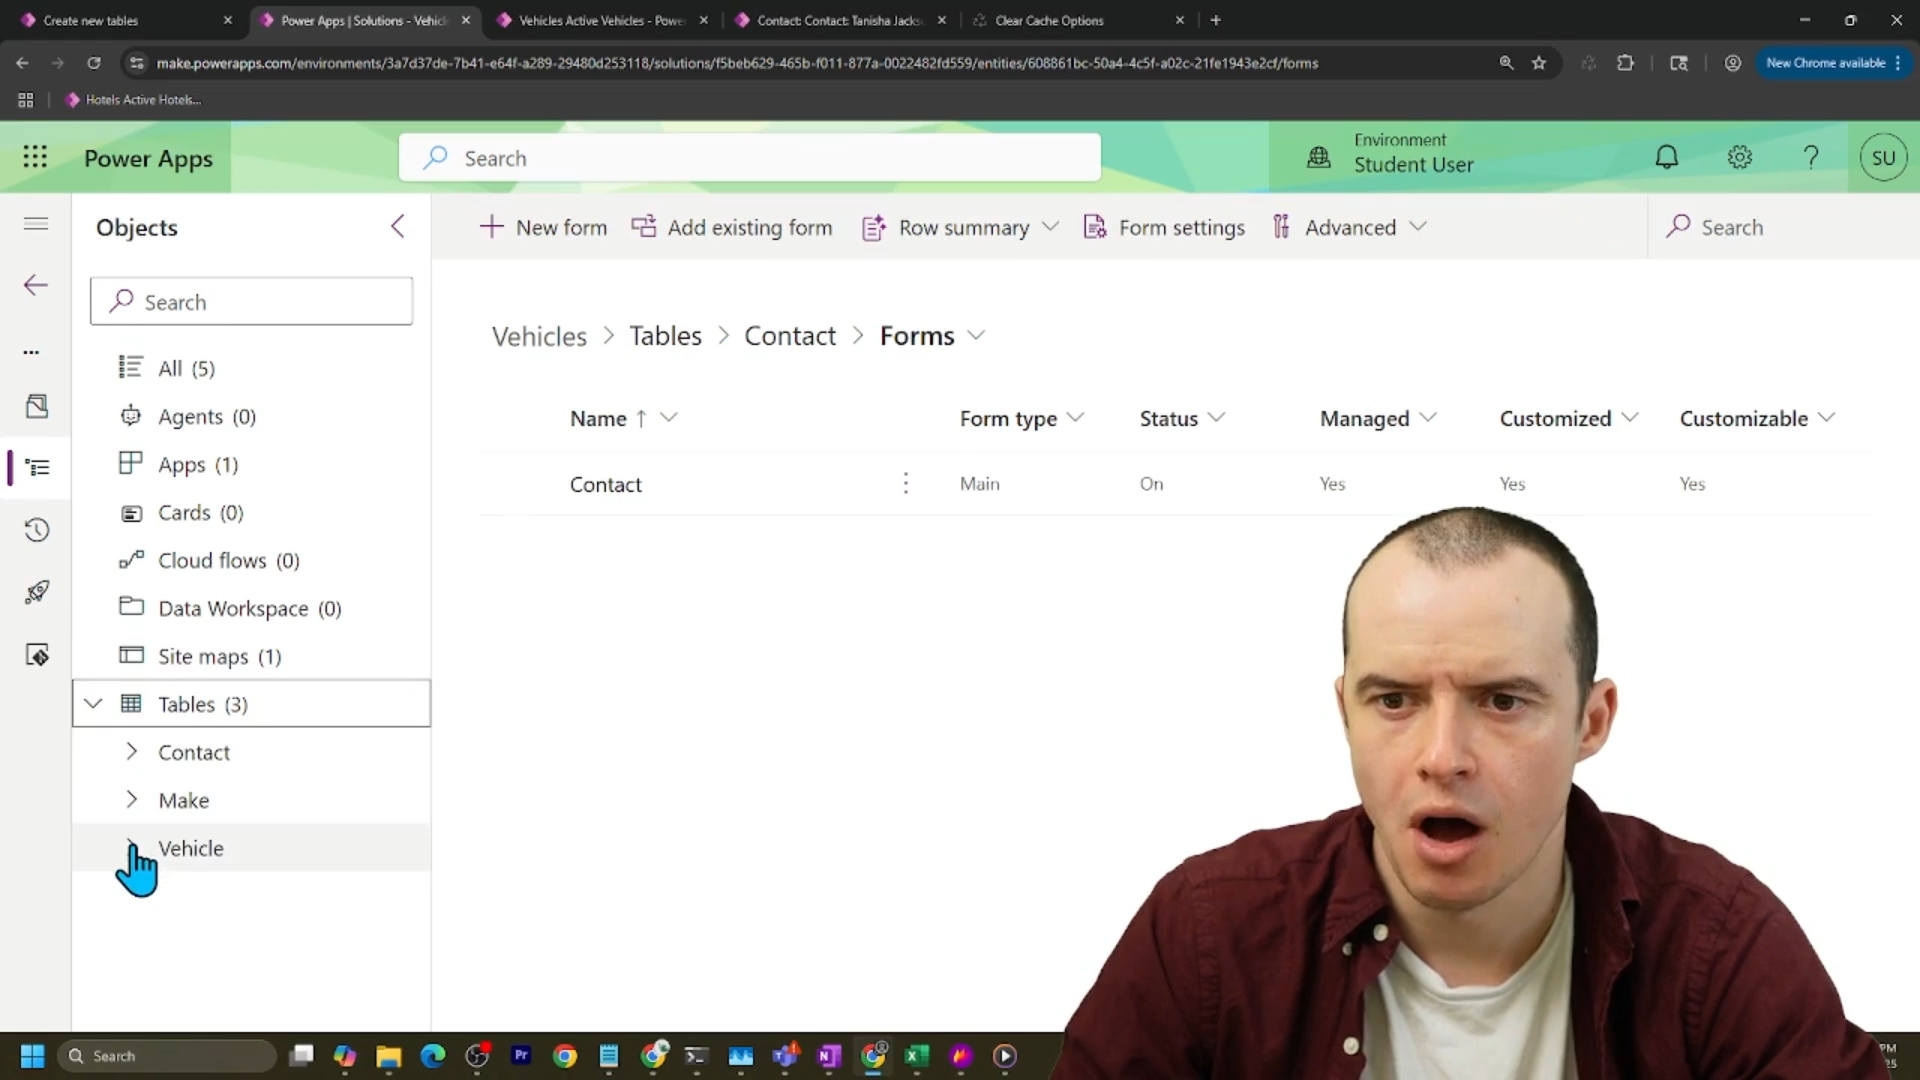 Create new tables
Power Apps | Solutions - Vehicl
Vehicles Active Vehicles - Powe
Contact: Contact: Tanisha Jacks
Clear Cache Options
make.powerapps.com/environments/3a7d37de-7b41-e64f-a289-29480d253118/solutions/f5beb629-465b-f011-877a-0022482fd559/entities/608861bc-50a4-4c5f-a02c-21fe1943e2cf/forms
New Chrome available
Hotels Active Hotels...
Power Apps
Search
Environment
Student User
SU
Objects
New form
Add existing form
Row summary
Form settings
Advanced
Search
Search
Vehicles > Tables > Contact > Forms
All (5)
Agents (0)
Apps (1)
Cards (0)
Cloud flows (0)
Data Workspace (0)
Site maps (1)
Tables (3)
Contact
Make
Vehicle
Name Form type Status Managed Customized Customizable
Contact Main On Yes Yes Yes
Search
Pr
PM